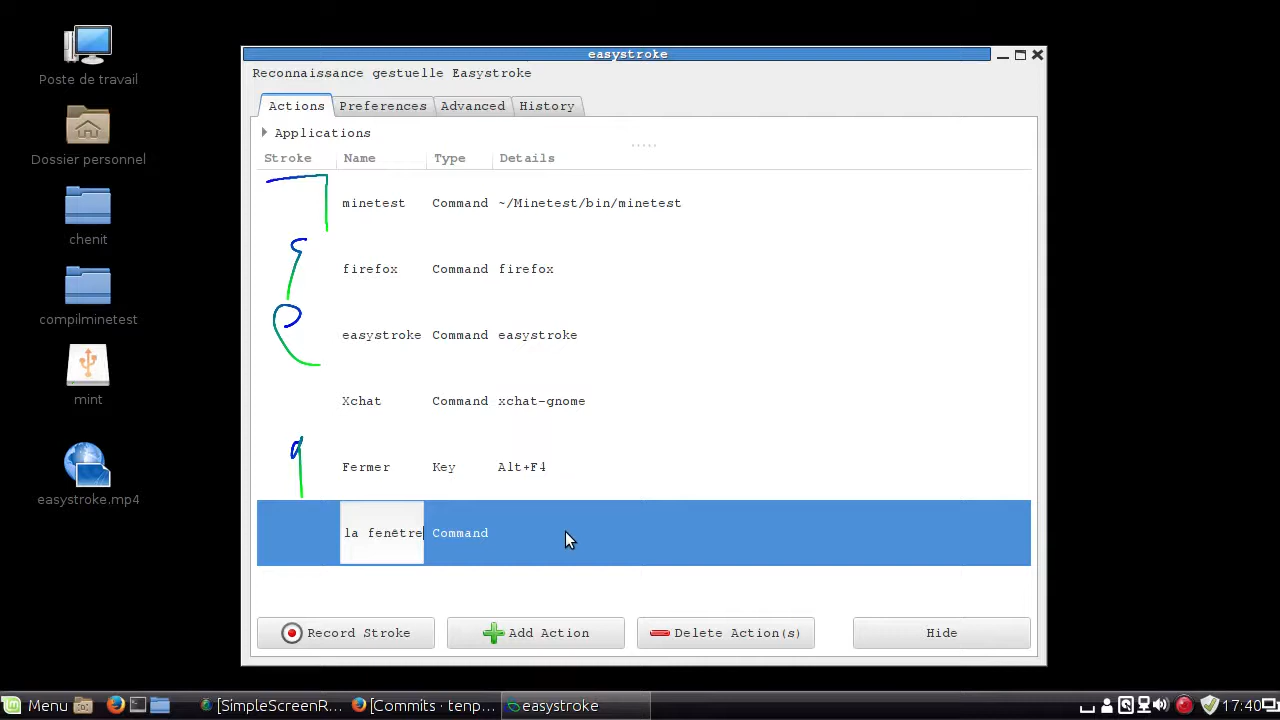 easystroke
Reconnaissance gestuelle Easystroke
Actions Preferences Advanced History
Applications
Stroke Name Type Details
minetest Command ~/Minetest/bin/minetest
firefox Command firefox
easystroke Command easystroke
Xchat Command xchat-gnome
Fermer Key Alt+F4
la fenêtre Command
Record Stroke Add Action Delete Action(s) Hide
Poste de travail
Dossier personnel
chenit
compilminetest
mint
easystroke.mp4
Menu [SimpleScreenR... [Commits · tenp... easystroke 17:40